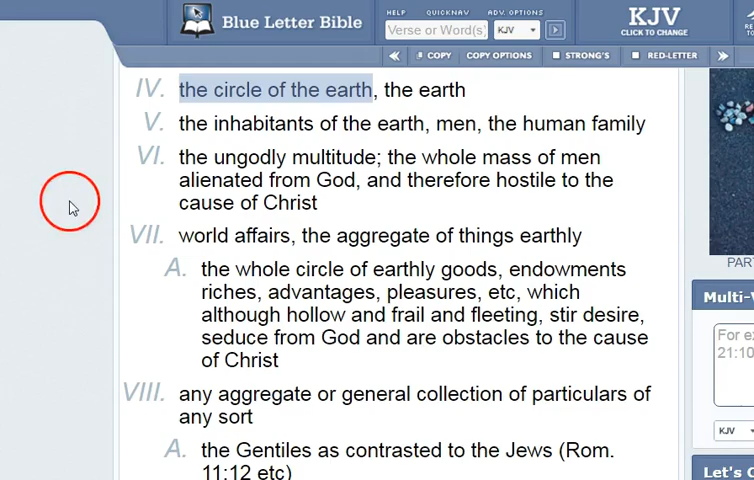 Blue Letter Bible
HELP QUICKNAV ADV. OPTIONS
Verse or Word(s) KJV
KJV
CLICK TO CHANGE
COPY COPY OPTIONS STRONG'S RED-LETTER
IV. the circle of the earth, the earth
V. the inhabitants of the earth, men, the human family
VI. the ungodly multitude; the whole mass of men
alienated from God, and therefore hostile to the
cause of Christ
VII. world affairs, the aggregate of things earthly
A. the whole circle of earthly goods, endowments
riches, advantages, pleasures, etc, which
although hollow and frail and fleeting, stir desire,
seduce from God and are obstacles to the cause
of Christ
VIII. any aggregate or general collection of particulars of
any sort
A. the Gentiles as contrasted to the Jews (Rom.
11:12 etc)
PAR
Multi-V
For e
21:10
KJV
Let's C